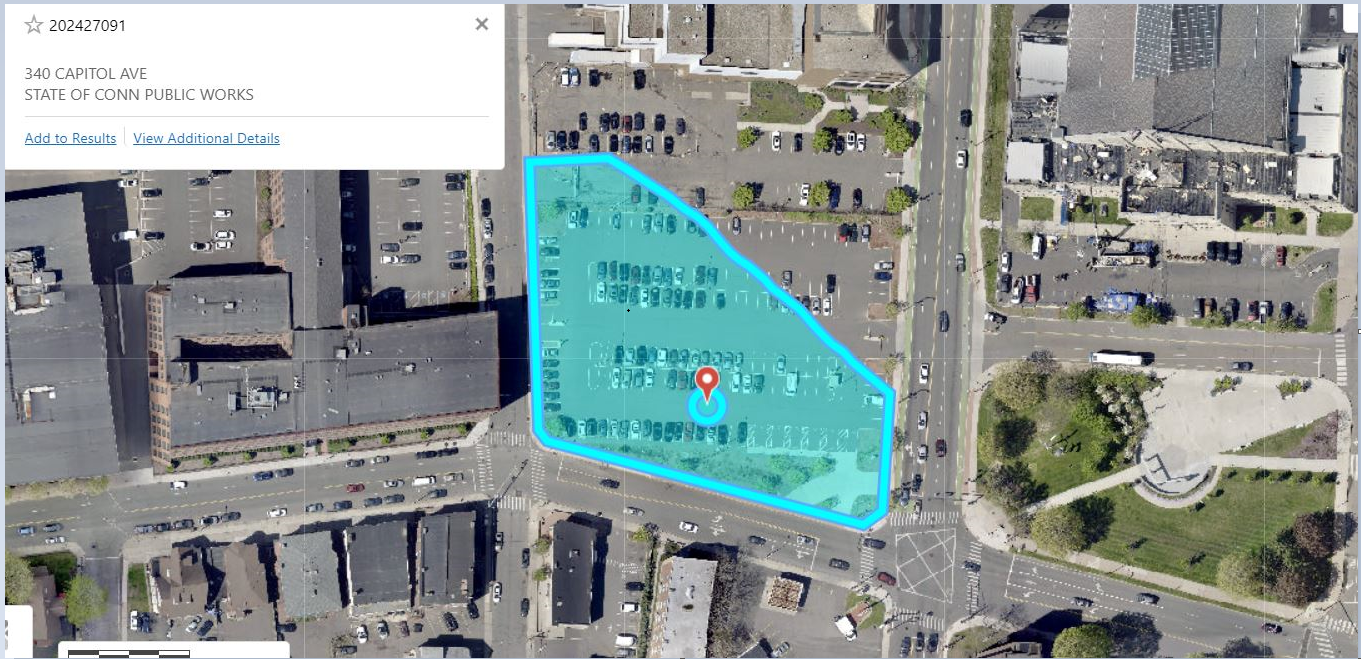 202427091
340 CAPITOL AVE
STATE OF CONN PUBLIC WORKS
Add to Results
View Additional Details